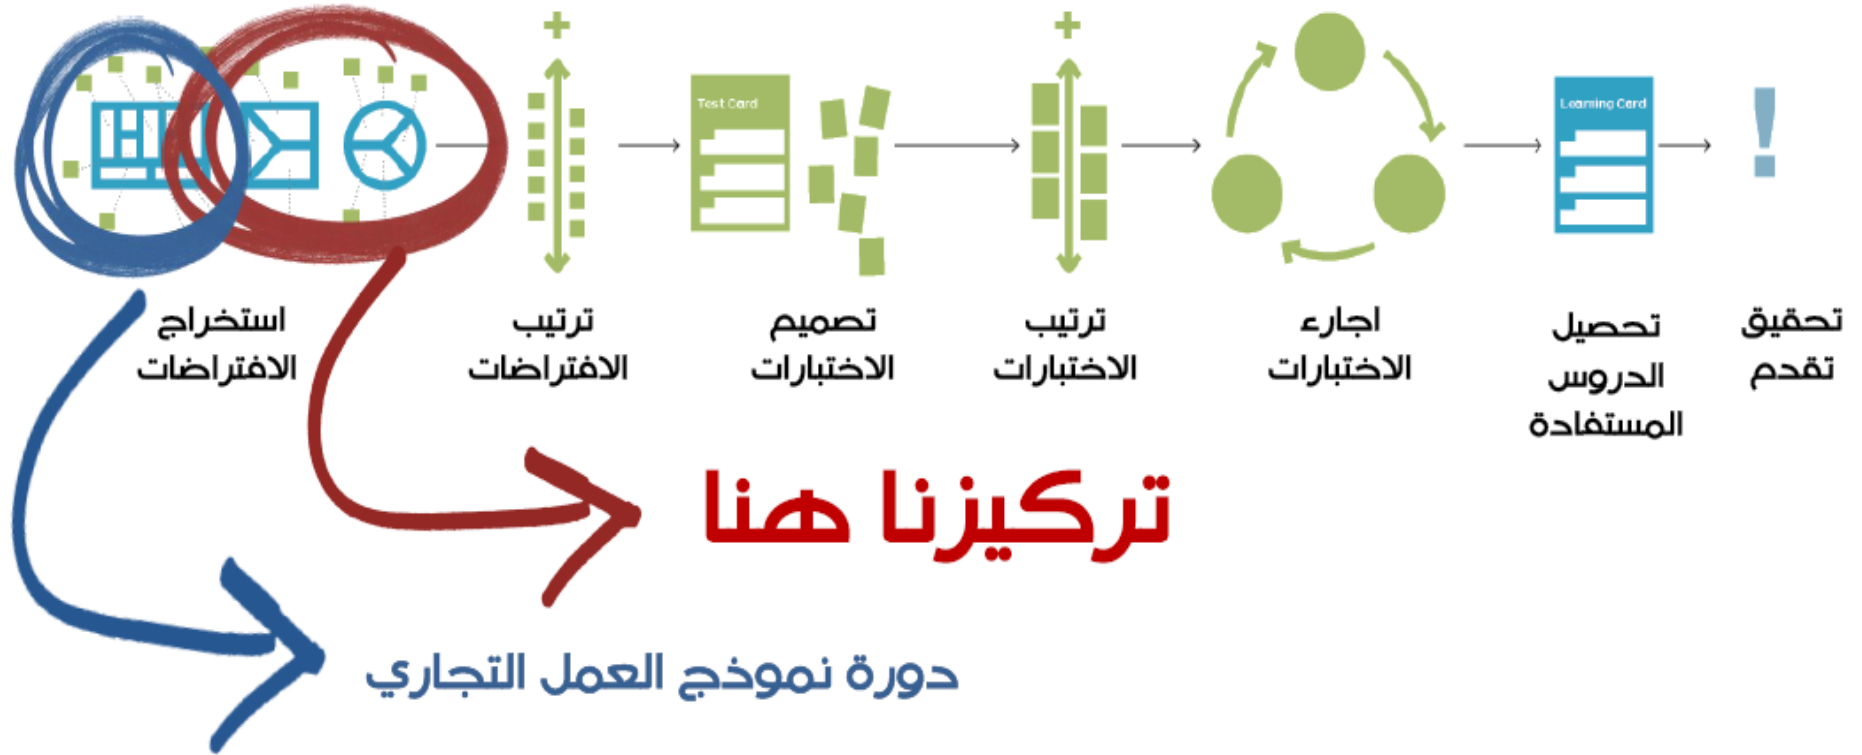 Test Card
Learning Card
استخراج
الافتراضات
ترتيب
الافتراضات
تصميم
الاختبارات
ترتيب
الاختبارات
اجارء
الاختبارات
تحصيل
الدروس
المستفادة
تحقيق
تقدم
تركيزنا هنا
دورة نموذج العمل التجاري